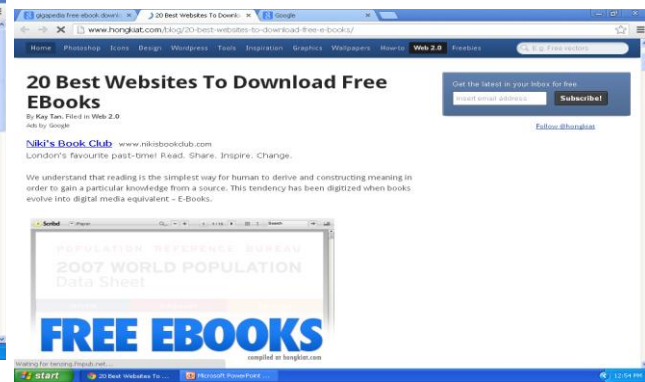 gigapedia free ebook downl
20 Best Websites To Downlo
Google
www.hongkiat.com/blog/20-best-websites-to-download-free-e-books/
Home Photoshop Icons Design Wordpress Tools Inspiration Graphics Wallpapers How-to Web 2.0 Freebies E.g. Free vectors
20 Best Websites To Download Free
EBooks
By Kay Tan. Filed in Web 2.0
Ads by Google
Niki's Book Club www.nikisbookclub.com
London's favourite past-time! Read. Share. Inspire. Change.
We understand that reading is the simplest way for human to derive and constructing meaning in
order to gain a particular knowledge from a source. This tendency has been digitized when books
evolve into digital media equivalent – E-Books.
Get the latest in your inbox for free
Insert email address Subscribe!
Follow @hongkiat
Scribd iPaper Search
POPULATION REFERENCE BUREAU
2007 WORLD POPULATION
Data Sheet
FREE EBOOKS
compiled at hongkiat.com
start
20 Best Websites To ...
Microsoft PowerPoint ...
12:54 PM